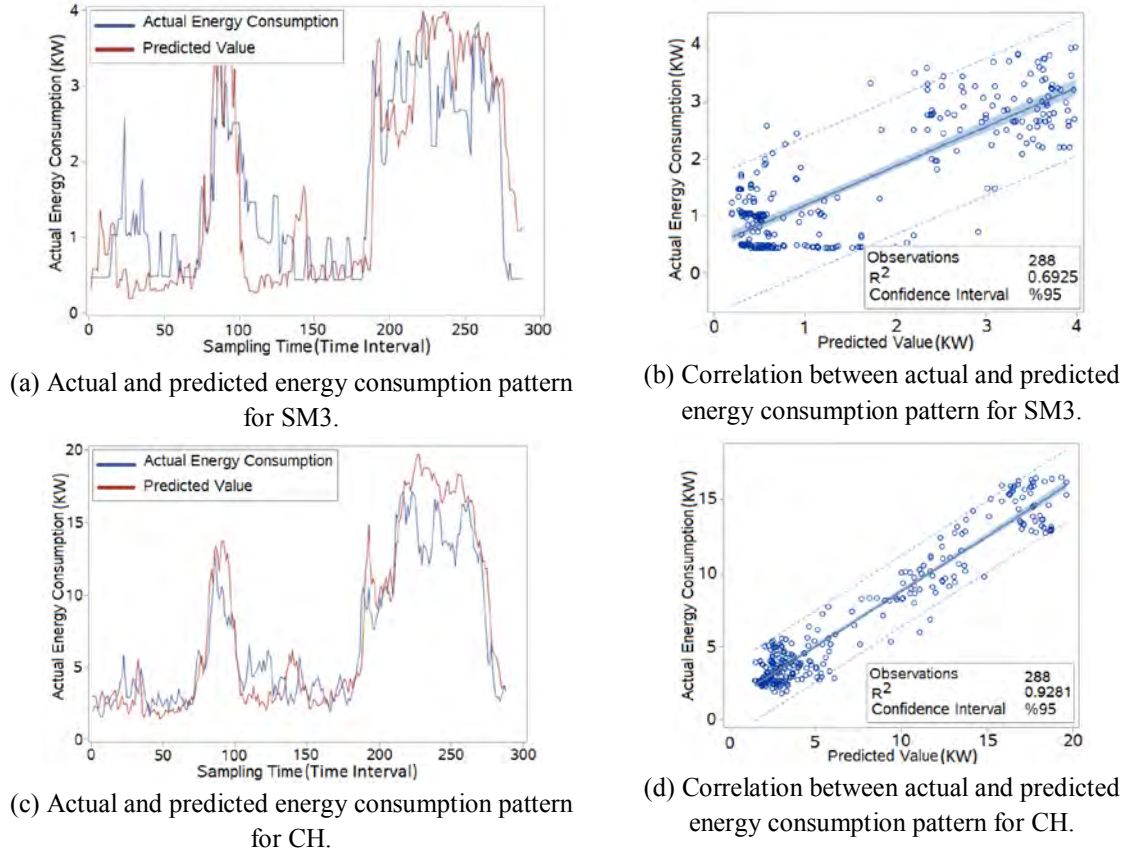 Actual Energy Consumption
Predicted Value
Actual Energy Consumption (KW)
4
3
2
1
0
0
50
100
150
200
250
300
Sampling Time (Time Interval)
(a) Actual and predicted energy consumption pattern
for SM3.
Actual Energy Consumption (KW)
4
3
2
1
0
Observations 288
R2 0.6925
Confidence Interval %95
0
1
2
3
4
Predicted Value (KW)
(b) Correlation between actual and predicted
energy consumption pattern for SM3.
Actual Energy Consumption
Predicted Value
Actual Energy Consumption (KW)
20
15
10
5
0
0
50
100
150
200
250
300
Sampling Time (Time Interval)
(c) Actual and predicted energy consumption pattern
for CH.
Actual Energy Consumption (KW)
15
10
5
0
Observations 288
R2 0.9281
Confidence Interval %95
0
5
10
15
20
Predicted Value (KW)
(d) Correlation between actual and predicted
energy consumption pattern for CH.